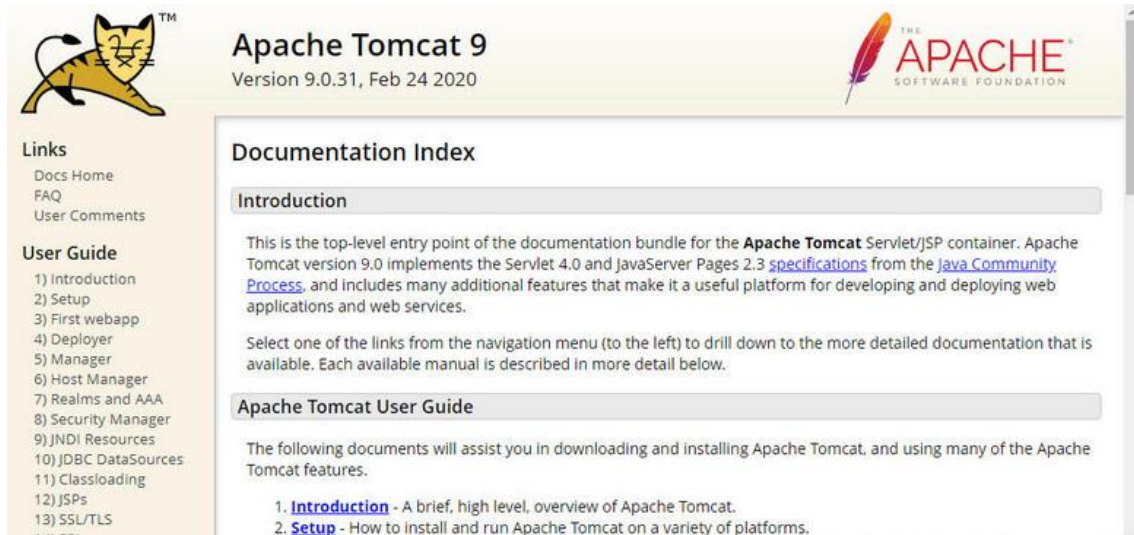 TM
Apache Tomcat 9
Version 9.0.31, Feb 24 2020
THE
APACHE
SOFTWARE FOUNDATION
Links
Docs Home
FAQ
User Comments
User Guide
1) Introduction
2) Setup
3) First webapp
4) Deployer
5) Manager
6) Host Manager
7) Realms and AAA
8) Security Manager
9) JNDI Resources
10) JDBC DataSources
11) Classloading
12) JSPs
13) SSL/TLS
Documentation Index
Introduction
This is the top-level entry point of the documentation bundle for the Apache Tomcat Servlet/JSP container. Apache
Tomcat version 9.0 implements the Servlet 4.0 and JavaServer Pages 2.3 specifications from the Java Community
Process, and includes many additional features that make it a useful platform for developing and deploying web
applications and web services.
Select one of the links from the navigation menu (to the left) to drill down to the more detailed documentation that is
available. Each available manual is described in more detail below.
Apache Tomcat User Guide
The following documents will assist you in downloading and installing Apache Tomcat, and using many of the Apache
Tomcat features.
1. Introduction - A brief, high level, overview of Apache Tomcat.
2. Setup - How to install and run Apache Tomcat on a variety of platforms.